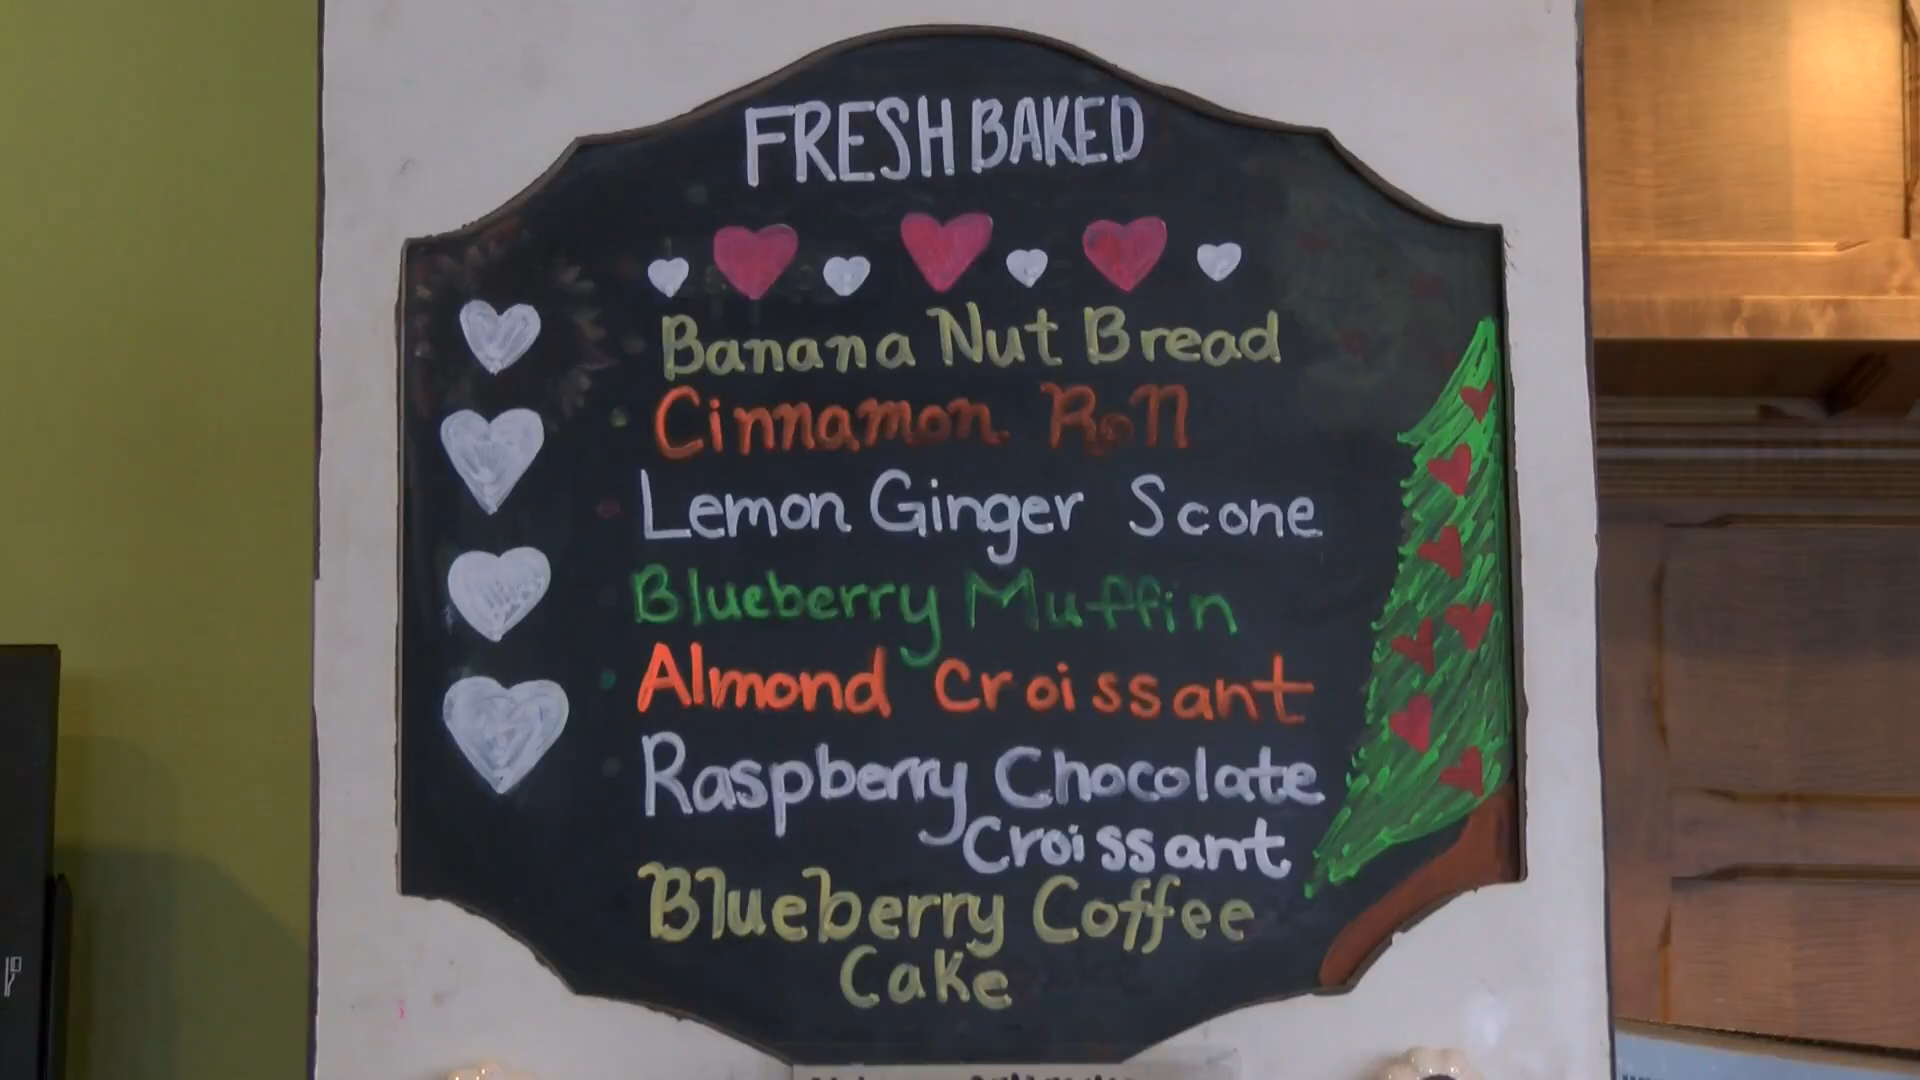 FRESH BAKED
Banana Nut Bread
Cinnamon Roll
Lemon Ginger Scone
Blueberry Muffin
Almond Croissant
Raspberry Chocolate
Croissant
Blueberry Coffee
Cake